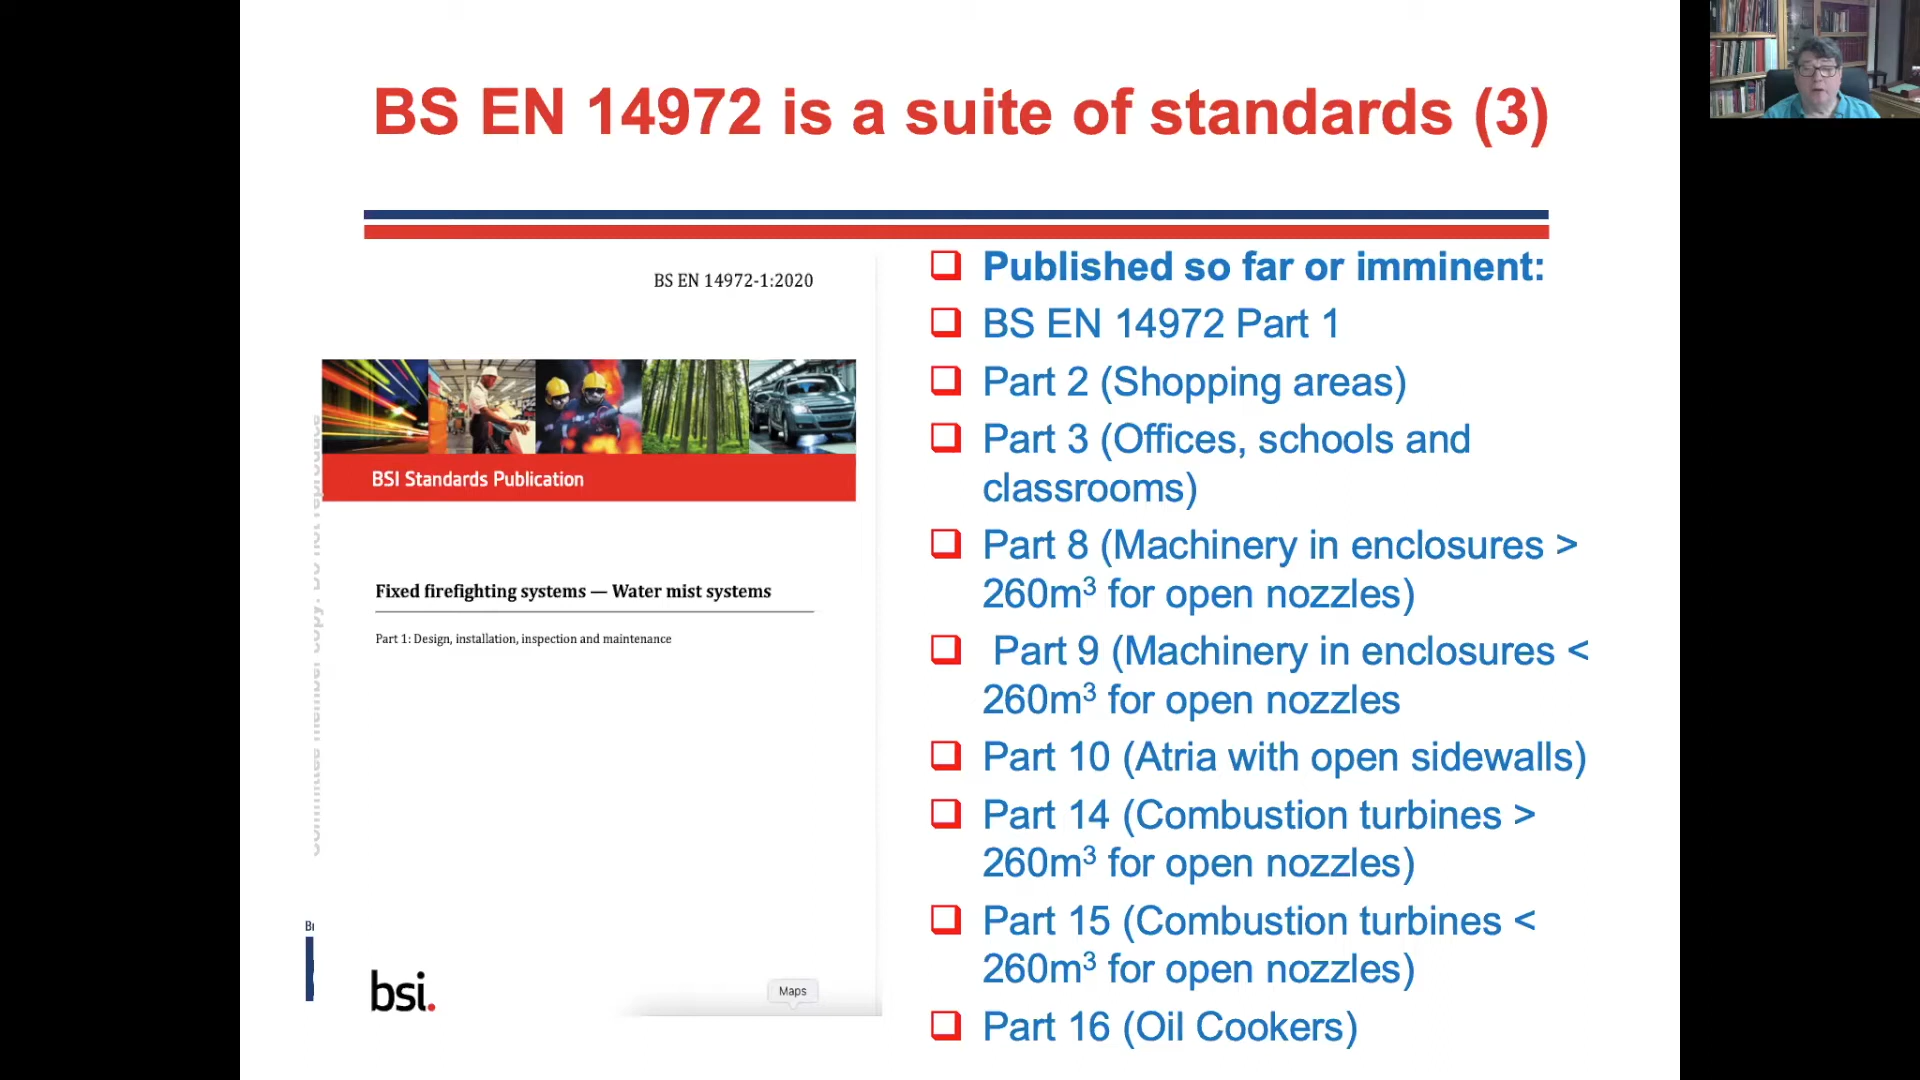 BS EN 14972 is a suite of standards (3)
BS EN 14972-1:2020
BSI Standards Publication
Fixed firefighting systems — Water mist systems
Part 1: Design, installation, inspection and maintenance
bsi.
Maps
Published so far or imminent:
BS EN 14972 Part 1
Part 2 (Shopping areas)
Part 3 (Offices, schools and
classrooms)
Part 8 (Machinery in enclosures >
260m³ for open nozzles)
Part 9 (Machinery in enclosures <
260m³ for open nozzles
Part 10 (Atria with open sidewalls)
Part 14 (Combustion turbines >
260m³ for open nozzles)
Part 15 (Combustion turbines <
260m³ for open nozzles)
Part 16 (Oil Cookers)